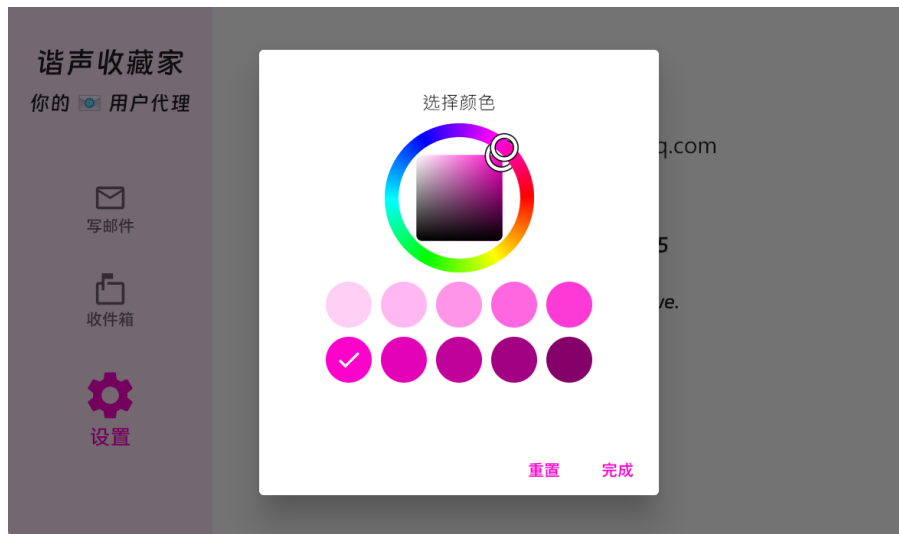 谐声收藏家
你的 📧 用户代理
写邮件
收件箱
设置
选择颜色
q.com
5
ve.
重置
完成